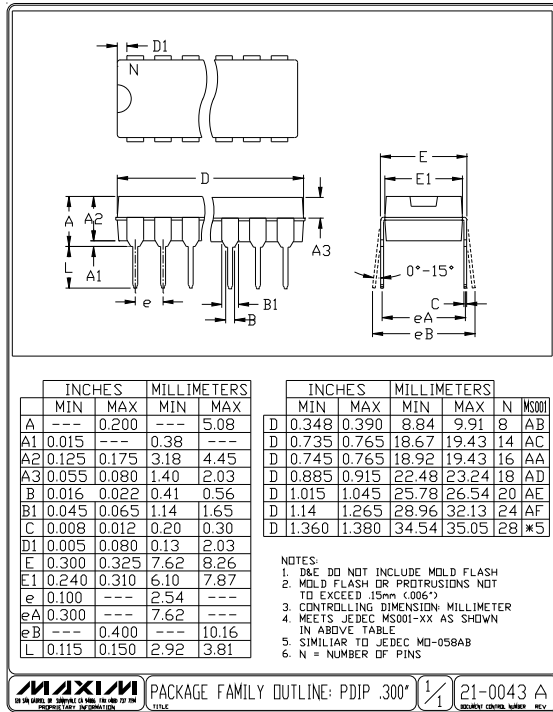 D1
N
D
E
E1
A
A2
A3
L
A1
e
B1
B
0°-15°
C
eA
eB
INCHES MILLIMETERS
MIN MAX MIN MAX
A --- 0.200 --- 5.08
A1 0.015 --- 0.38 ---
A2 0.125 0.175 3.18 4.45
A3 0.055 0.080 1.40 2.03
B 0.016 0.022 0.41 0.56
B1 0.045 0.065 1.14 1.65
C 0.008 0.012 0.20 0.30
D1 0.005 0.080 0.13 2.03
E 0.300 0.325 7.62 8.26
E1 0.240 0.310 6.10 7.87
e 0.100 --- 2.54 ---
eA 0.300 --- 7.62 ---
eB --- 0.400 --- 10.16
L 0.115 0.150 2.92 3.81
INCHES MILLIMETERS
MIN MAX MIN MAX N MS001
D 0.348 0.390 8.84 9.91 8 AB
D 0.735 0.765 18.67 19.43 14 AC
D 0.745 0.765 18.92 19.43 16 AA
D 0.885 0.915 22.48 23.24 18 AD
D 1.015 1.045 25.78 26.54 20 AE
D 1.14 1.265 28.96 32.13 24 AF
D 1.360 1.380 34.54 35.05 28 *5
NOTES:
1. D&E DO NOT INCLUDE MOLD FLASH
2. MOLD FLASH OR PROTRUSIONS NOT
TO EXCEED .15mm (.006")
3. CONTROLLING DIMENSION: MILLIMETER
4. MEETS JEDEC MS001-XX AS SHOWN
IN ABOVE TABLE
5. SIMILIAR TO JEDEC MO-058AB
6. N = NUMBER OF PINS
MAXIM
PROPRIETARY INFORMATION
PACKAGE FAMILY OUTLINE: PDIP .300"
TITLE
1/1
21-0043 A
DOCUMENT CONTROL NUMBER REV